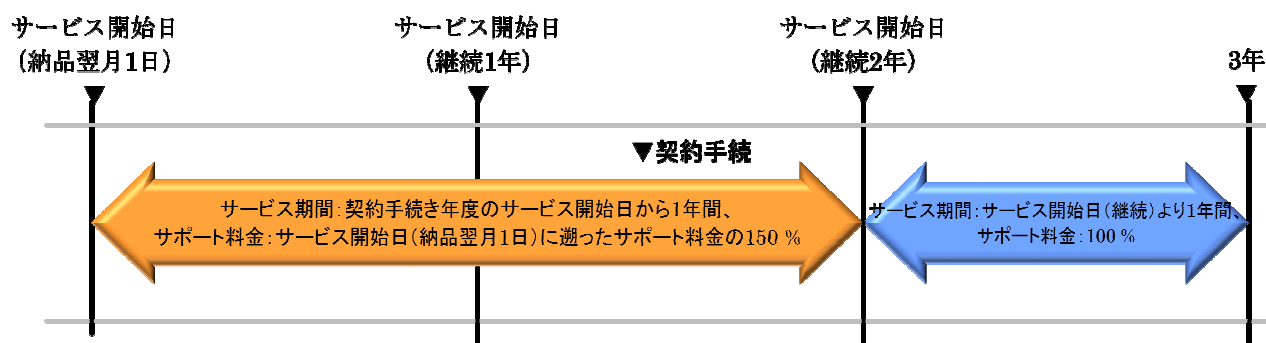 サービス開始日
（納品翌月1日）
サービス開始日
（継続1年）
サービス開始日
（継続2年）
3年
▼契約手続
サービス期間：契約手続き年度のサービス開始日から1年間、
サポート料金：サービス開始日（納品翌月1日）に遡ったサポート料金の150 %
サービス期間：サービス開始日（継続）より1年間、
サポート料金：100 %